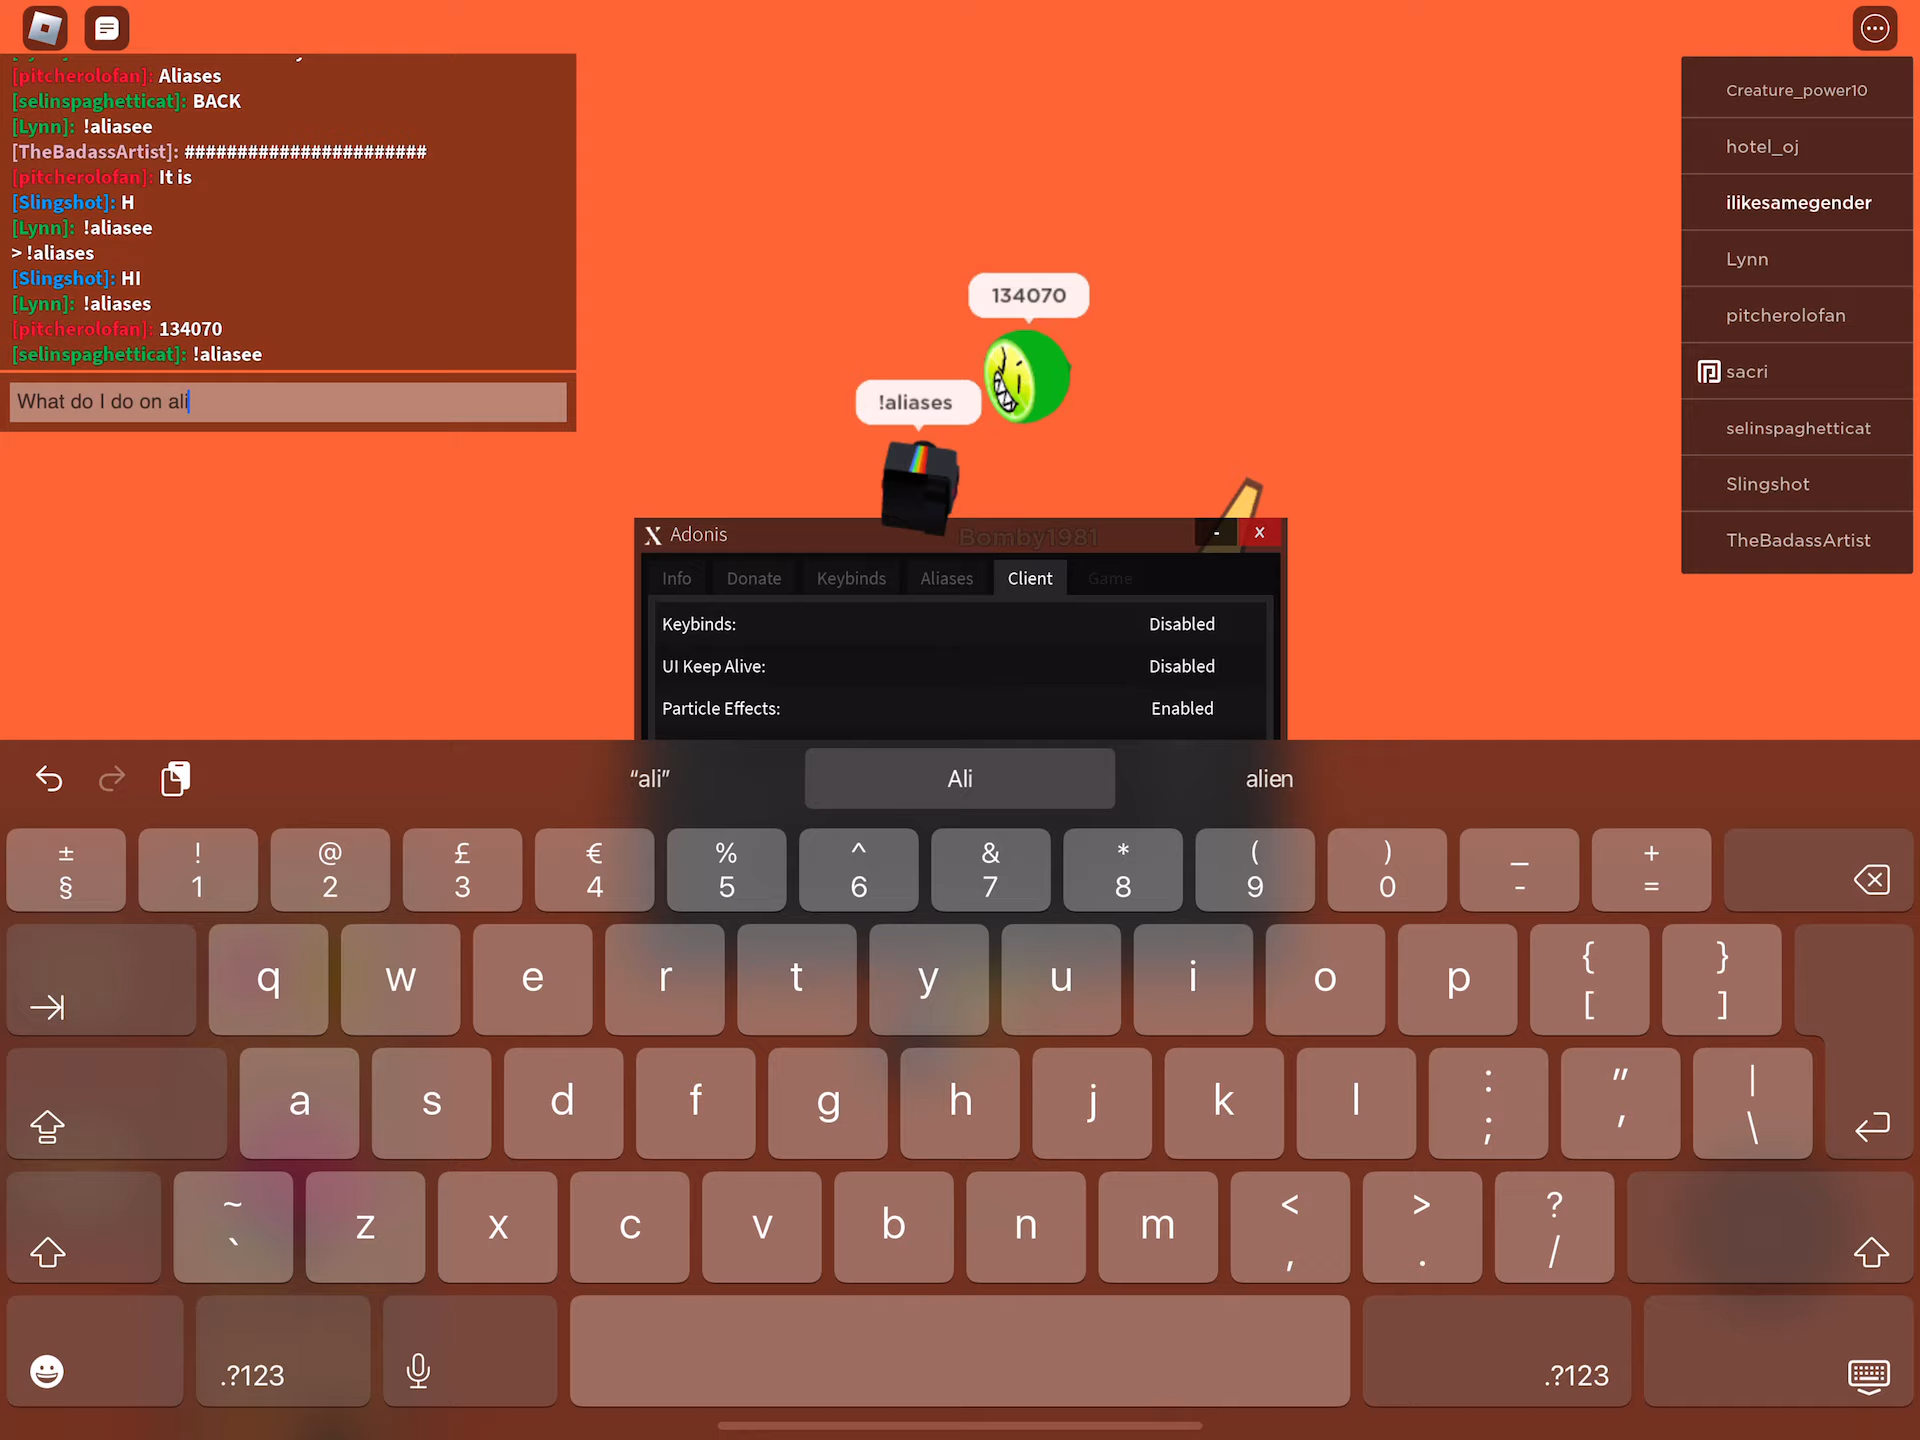 [pitcherolofan]: Aliases
[selinspaghetticat]: BACK
[Lynn]: !aliasee
[TheBadassArtist]: #######################
[pitcherolofan]: It is
[Slingshot]: H
[Lynn]: !aliasee
> !aliases
[Slingshot]: HI
[Lynn]: !aliases
[pitcherolofan]: 134070
[selinspaghetticat]: !aliasee
What do I do on ali
134070
!aliases
Creature_power10
hotel_oj
ilikesamegender
Lynn
pitcherolofan
sacri
selinspaghetticat
Slingshot
TheBadassArtist
X Adonis Bomby1981 - X
Info Donate Keybinds Aliases Client Game
Keybinds: Disabled
UI Keep Alive: Disabled
Particle Effects: Enabled
“ali” Ali alien
± ! @ £ € % ^ & * ( ) _ +
§ 1 2 3 4 5 6 7 8 9 0 - =
q w e r t y u i o p { [ } ]
a s d f g h j k l : ; " ' | \
~ ` z x c v b n m < , > . ? /
.?123 .?123